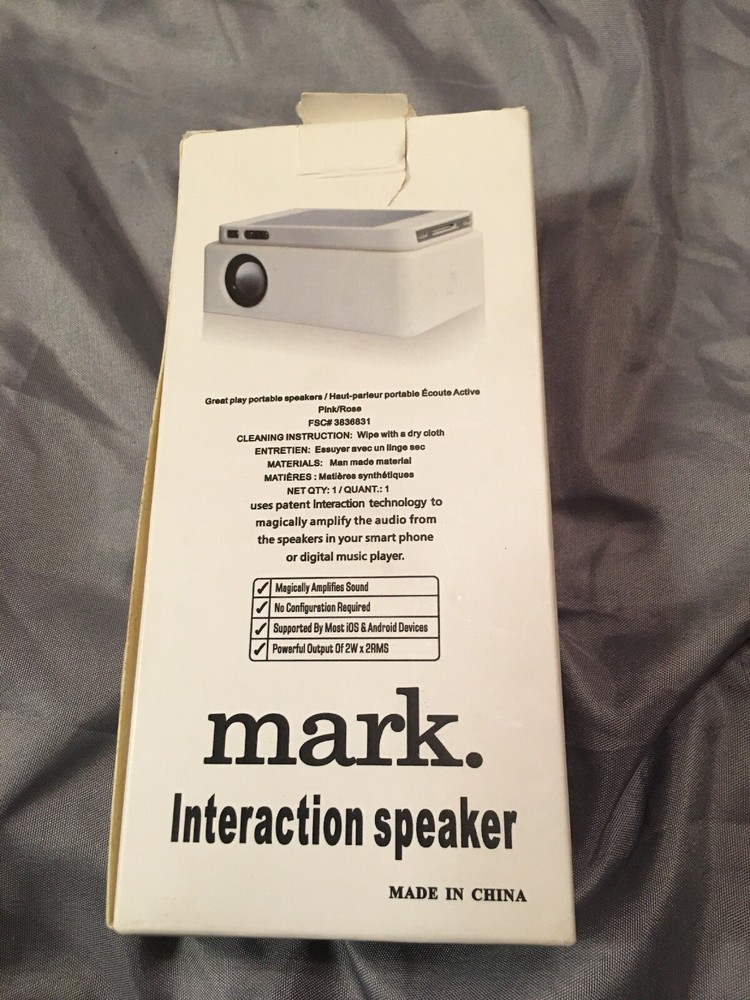 Great play portable speakers / Haut-parleur portable Écoute Active
Pink/Rose
FSC# 3836831
CLEANING INSTRUCTION: Wipe with a dry cloth
ENTRETIEN: Essuyer avec un linge sec
MATERIALS: Man made material
MATIÈRES : Matières synthétiques
NET QTY: 1 / QUANT.: 1
uses patent Interaction technology to
magically amplify the audio from
the speakers in your smart phone
or digital music player.
✓ Magically Amplifies Sound
✓ No Configuration Required
✓ Supported By Most iOS & Android Devices
✓ Powerful Output Of 2W x 2RMS
mark.
Interaction speaker
MADE IN CHINA